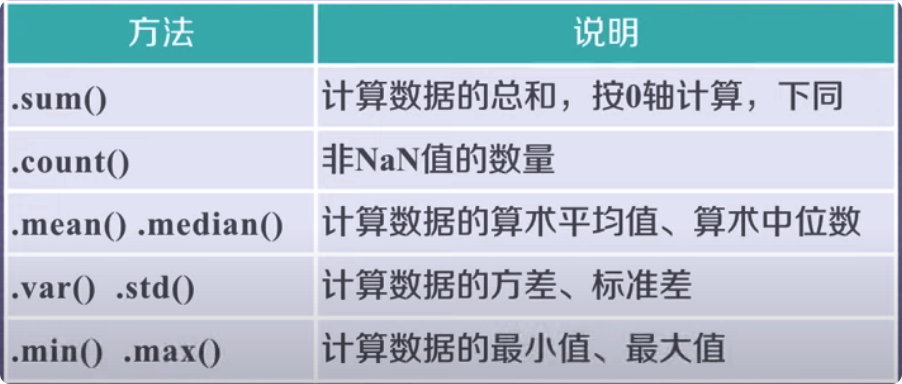 方法 说明
.sum() 计算数据的总和，按0轴计算，下同
.count() 非NaN值的数量
.mean() .median() 计算数据的算术平均值、算术中位数
.var() .std() 计算数据的方差、标准差
.min() .max() 计算数据的最小值、最大值